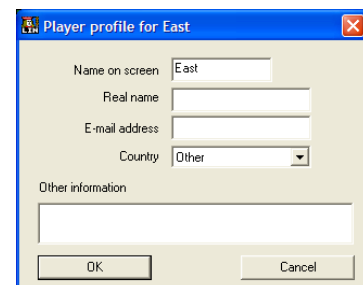 Player profile for East
Name on screen East
Real name
E-mail address
Country Other
Other information
OK Cancel